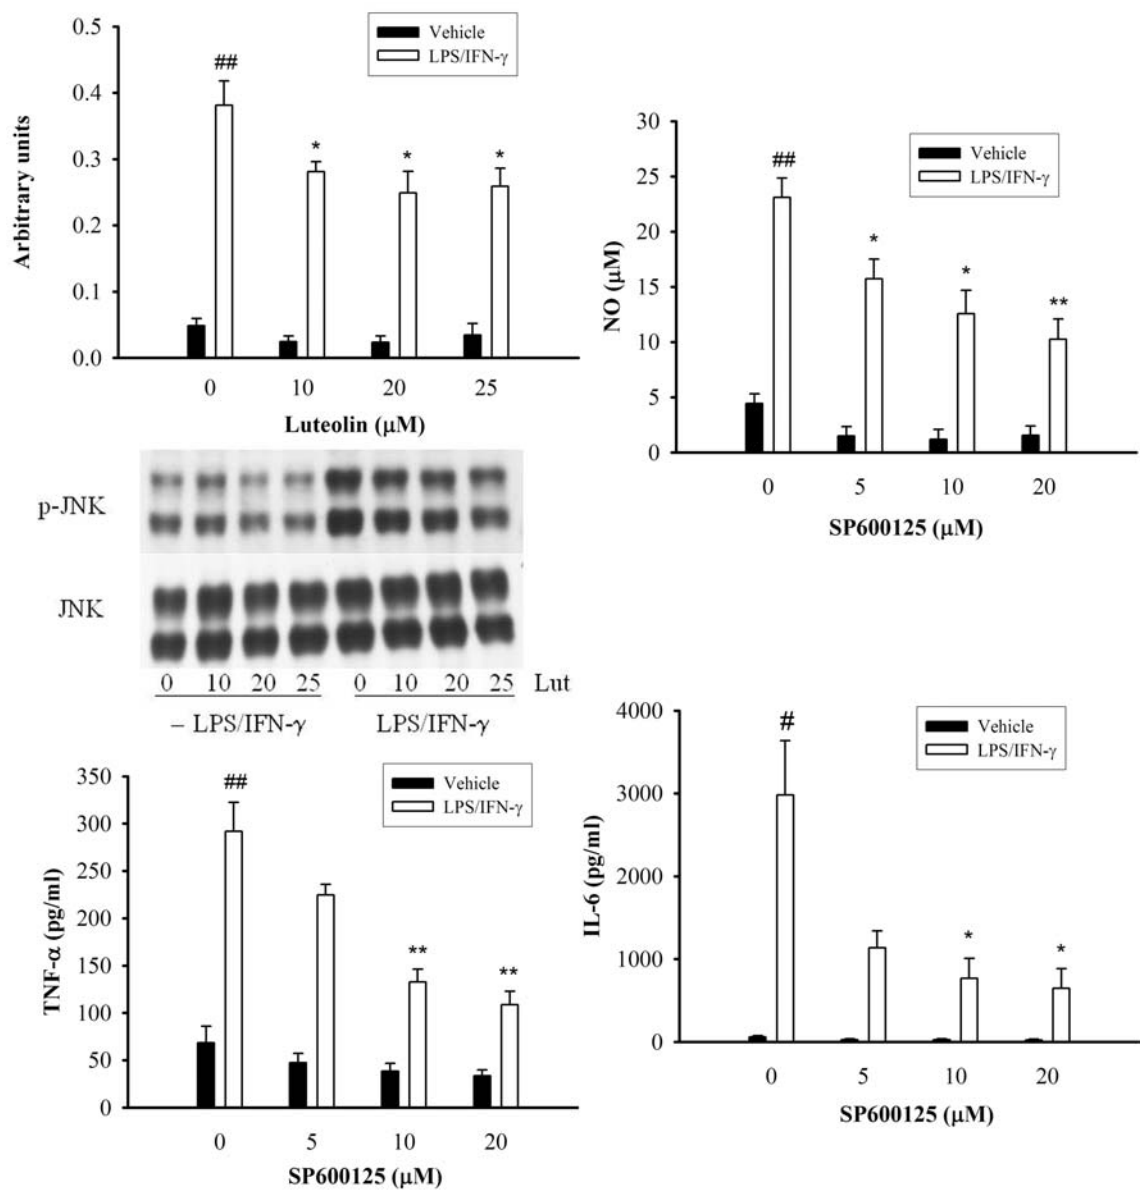 0.5
0.4
0.3
0.2
0.1
0.0
Arbitrary units
Vehicle
LPS/IFN-γ
##
*
*
*
0 10 20 25
Luteolin (μM)
p-JNK
JNK
0 10 20 25 0 10 20 25 Lut
– LPS/IFN-γ LPS/IFN-γ
30
25
20
15
10
5
0
NO (μM)
Vehicle
LPS/IFN-γ
##
*
*
**
0 5 10 20
SP600125 (μM)
350
300
250
200
150
100
50
0
TNF-α (pg/ml)
Vehicle
LPS/IFN-γ
##
**
**
0 5 10 20
SP600125 (μM)
4000
3000
2000
1000
0
IL-6 (pg/ml)
Vehicle
LPS/IFN-γ
#
*
*
0 5 10 20
SP600125 (μM)